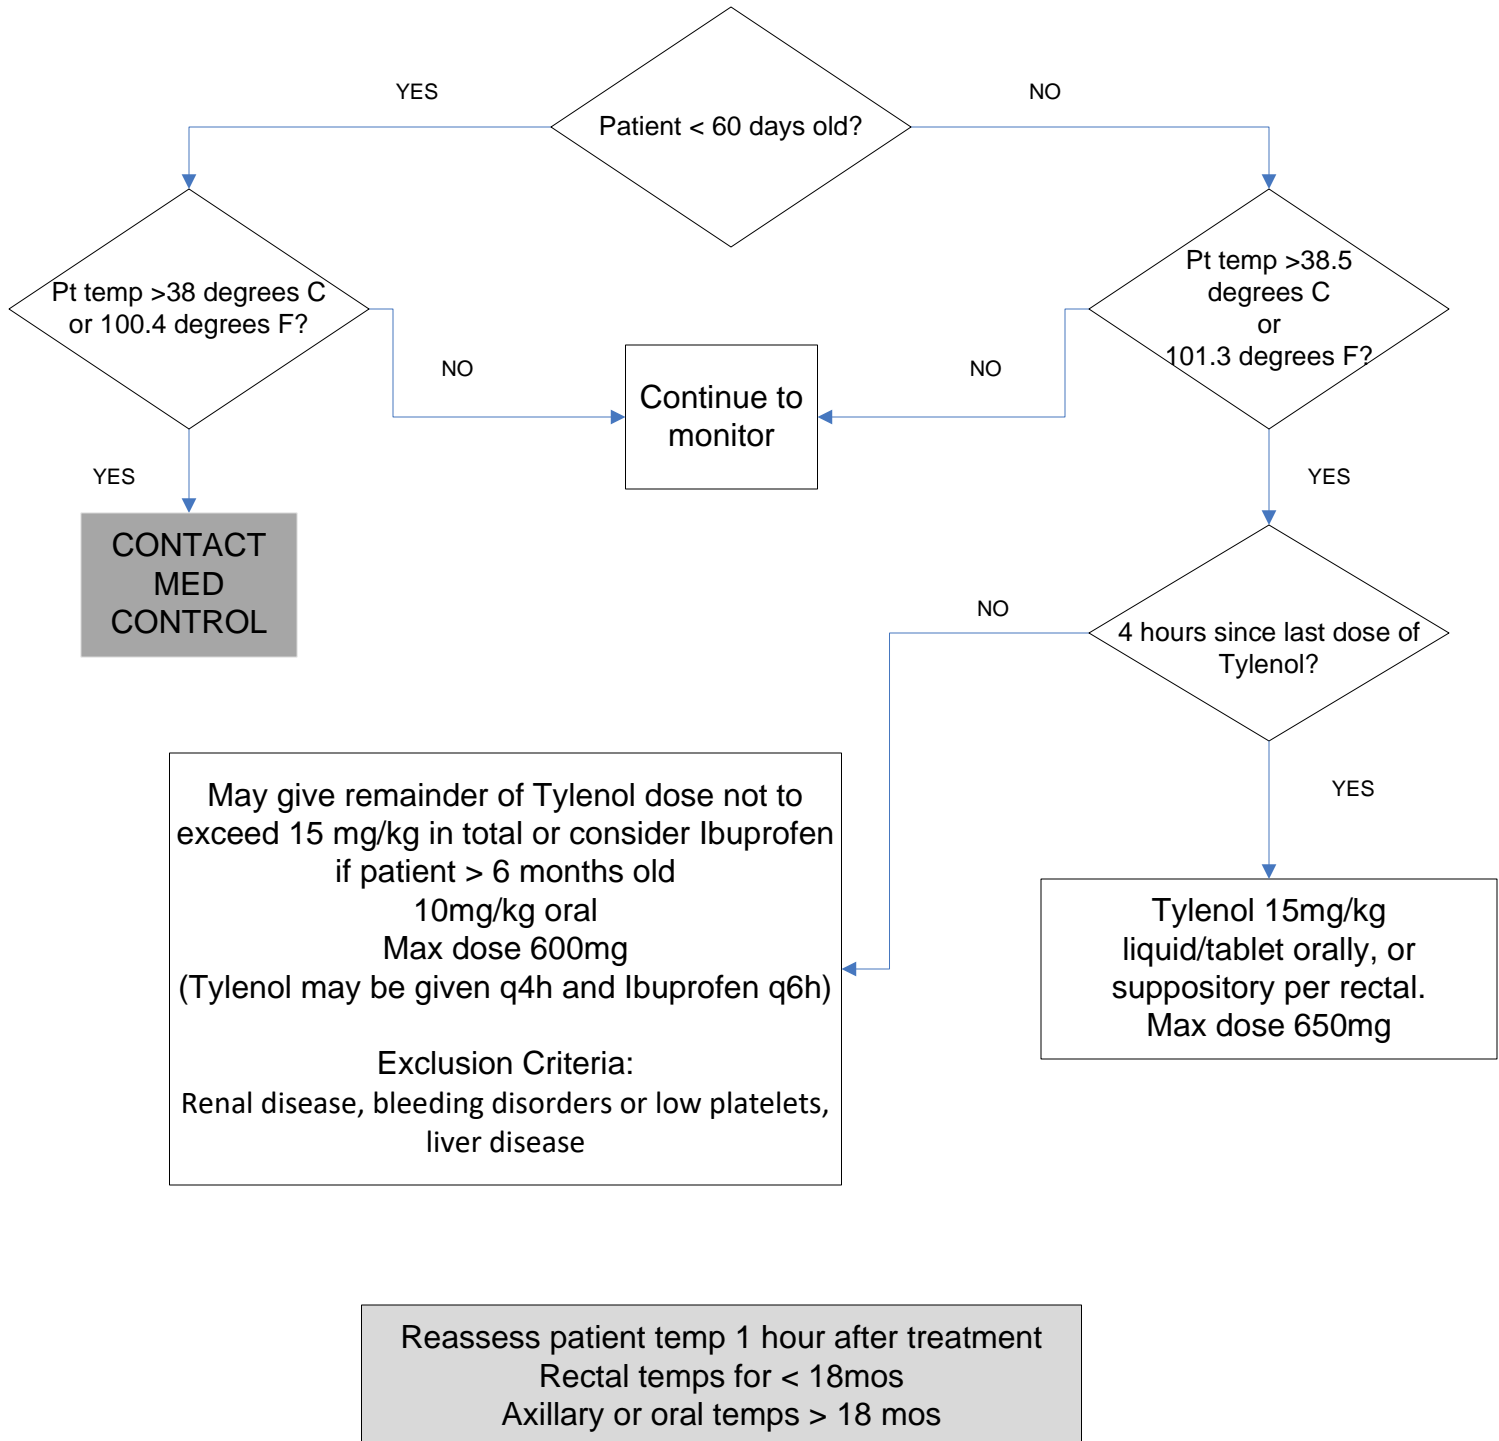 YES
NO
Patient < 60 days old?
Pt temp >38 degrees C
or 100.4 degrees F?
Pt temp >38.5
degrees C
or
101.3 degrees F?
NO
NO
Continue to
monitor
YES
YES
CONTACT
MED
CONTROL
NO
4 hours since last dose of
Tylenol?
YES
May give remainder of Tylenol dose not to
exceed 15 mg/kg in total or consider Ibuprofen
if patient > 6 months old
10mg/kg oral
Max dose 600mg
(Tylenol may be given q4h and Ibuprofen q6h)
Exclusion Criteria:
Renal disease, bleeding disorders or low platelets,
liver disease
Tylenol 15mg/kg
liquid/tablet orally, or
suppository per rectal.
Max dose 650mg
Reassess patient temp 1 hour after treatment
Rectal temps for < 18mos
Axillary or oral temps > 18 mos